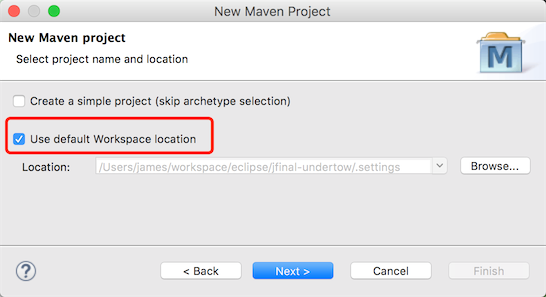 New Maven Project
New Maven project
Select project name and location
M
Create a simple project (skip archetype selection)
Use default Workspace location
Location: /Users/james/workspace/eclipse/jfinal-undertow/.settings Browse...
? < Back Next > Cancel Finish